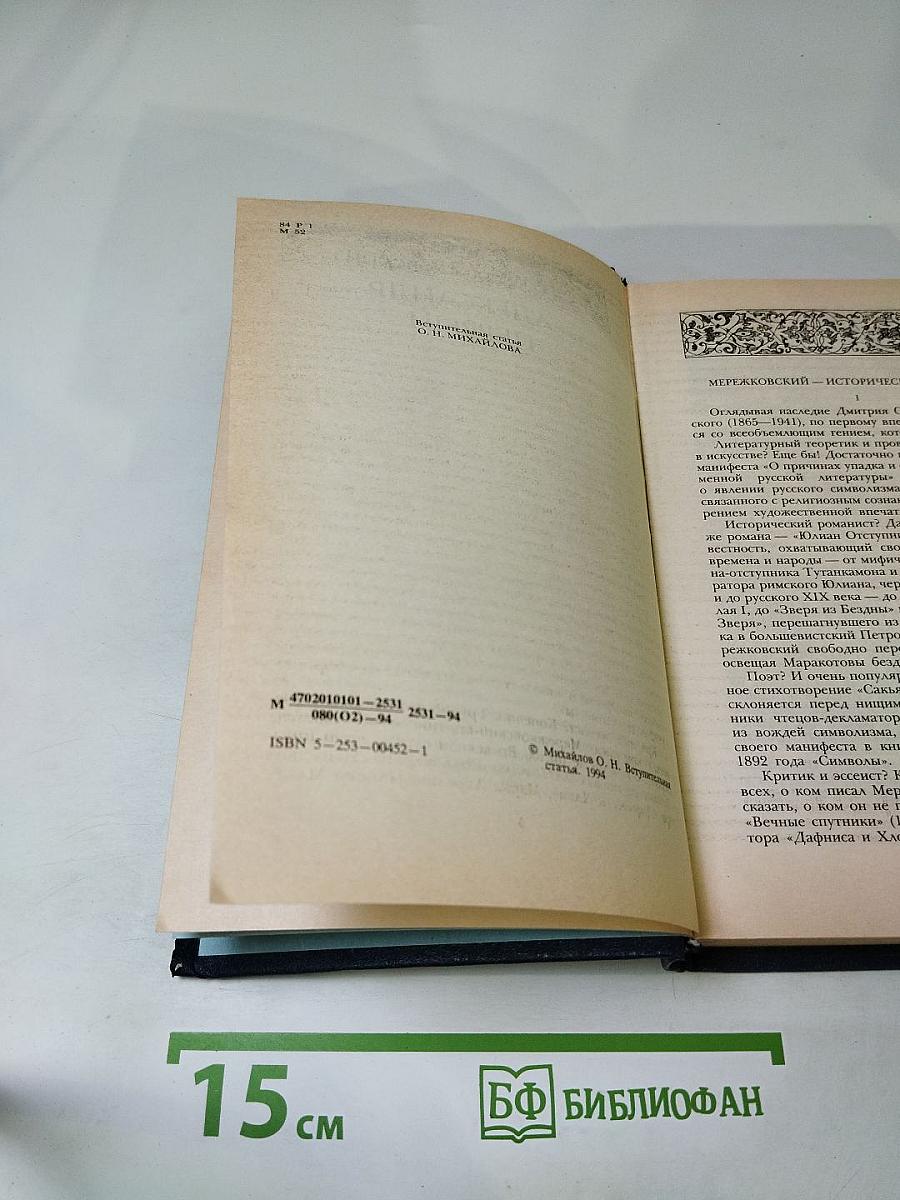 84 Р 1
М 52
Вступительная статья
О. Н. МИХАЙЛОВА
М 4702010101—2531
080(О2)—94
2531—94
ISBN 5—253—00452—1
© Михайлов О. Н. Вступительная
статья. 1994
МЕРЕЖКОВСКИЙ — ИСТОРИЧЕС
1
Оглядывая наследие Дмитрия С
ского (1865—1941), по первому впе
ся со всеобъемлющим гением, кот
Литературный теоретик и пров
в искусстве? Еще бы! Достаточно
манифеста «О причинах упадка и
менной русской литературы»
о явлении русского символизма
связанного с религиозным созна
рением художественной впечат
Исторический романист? Да
же романа — «Юлиан Отступн
вестность, охватывающий сво
времена и народы — от мифич
на-отступника Тутанкамона и
ратора римского Юлиана, чер
и до русского XIX века — до
лая I, до «Зверя из Бездны»
Зверя», перешагнувшего из
ка в большевистский Петро
режковский свободно пере
освещая Маракотовы безд
Поэт? И очень популяр
ное стихотворение «Сакья
склоняется перед нищим
ники чтецов-декламатор
из вождей символизма,
своего манифеста в кни
1892 года «Символы».
Критик и эссеист? К
всех, о ком писал Мер
сказать, о ком он не п
«Вечные спутники» (1
тора «Дафниса и Хло
15 см
БФ БИБЛИОФАН